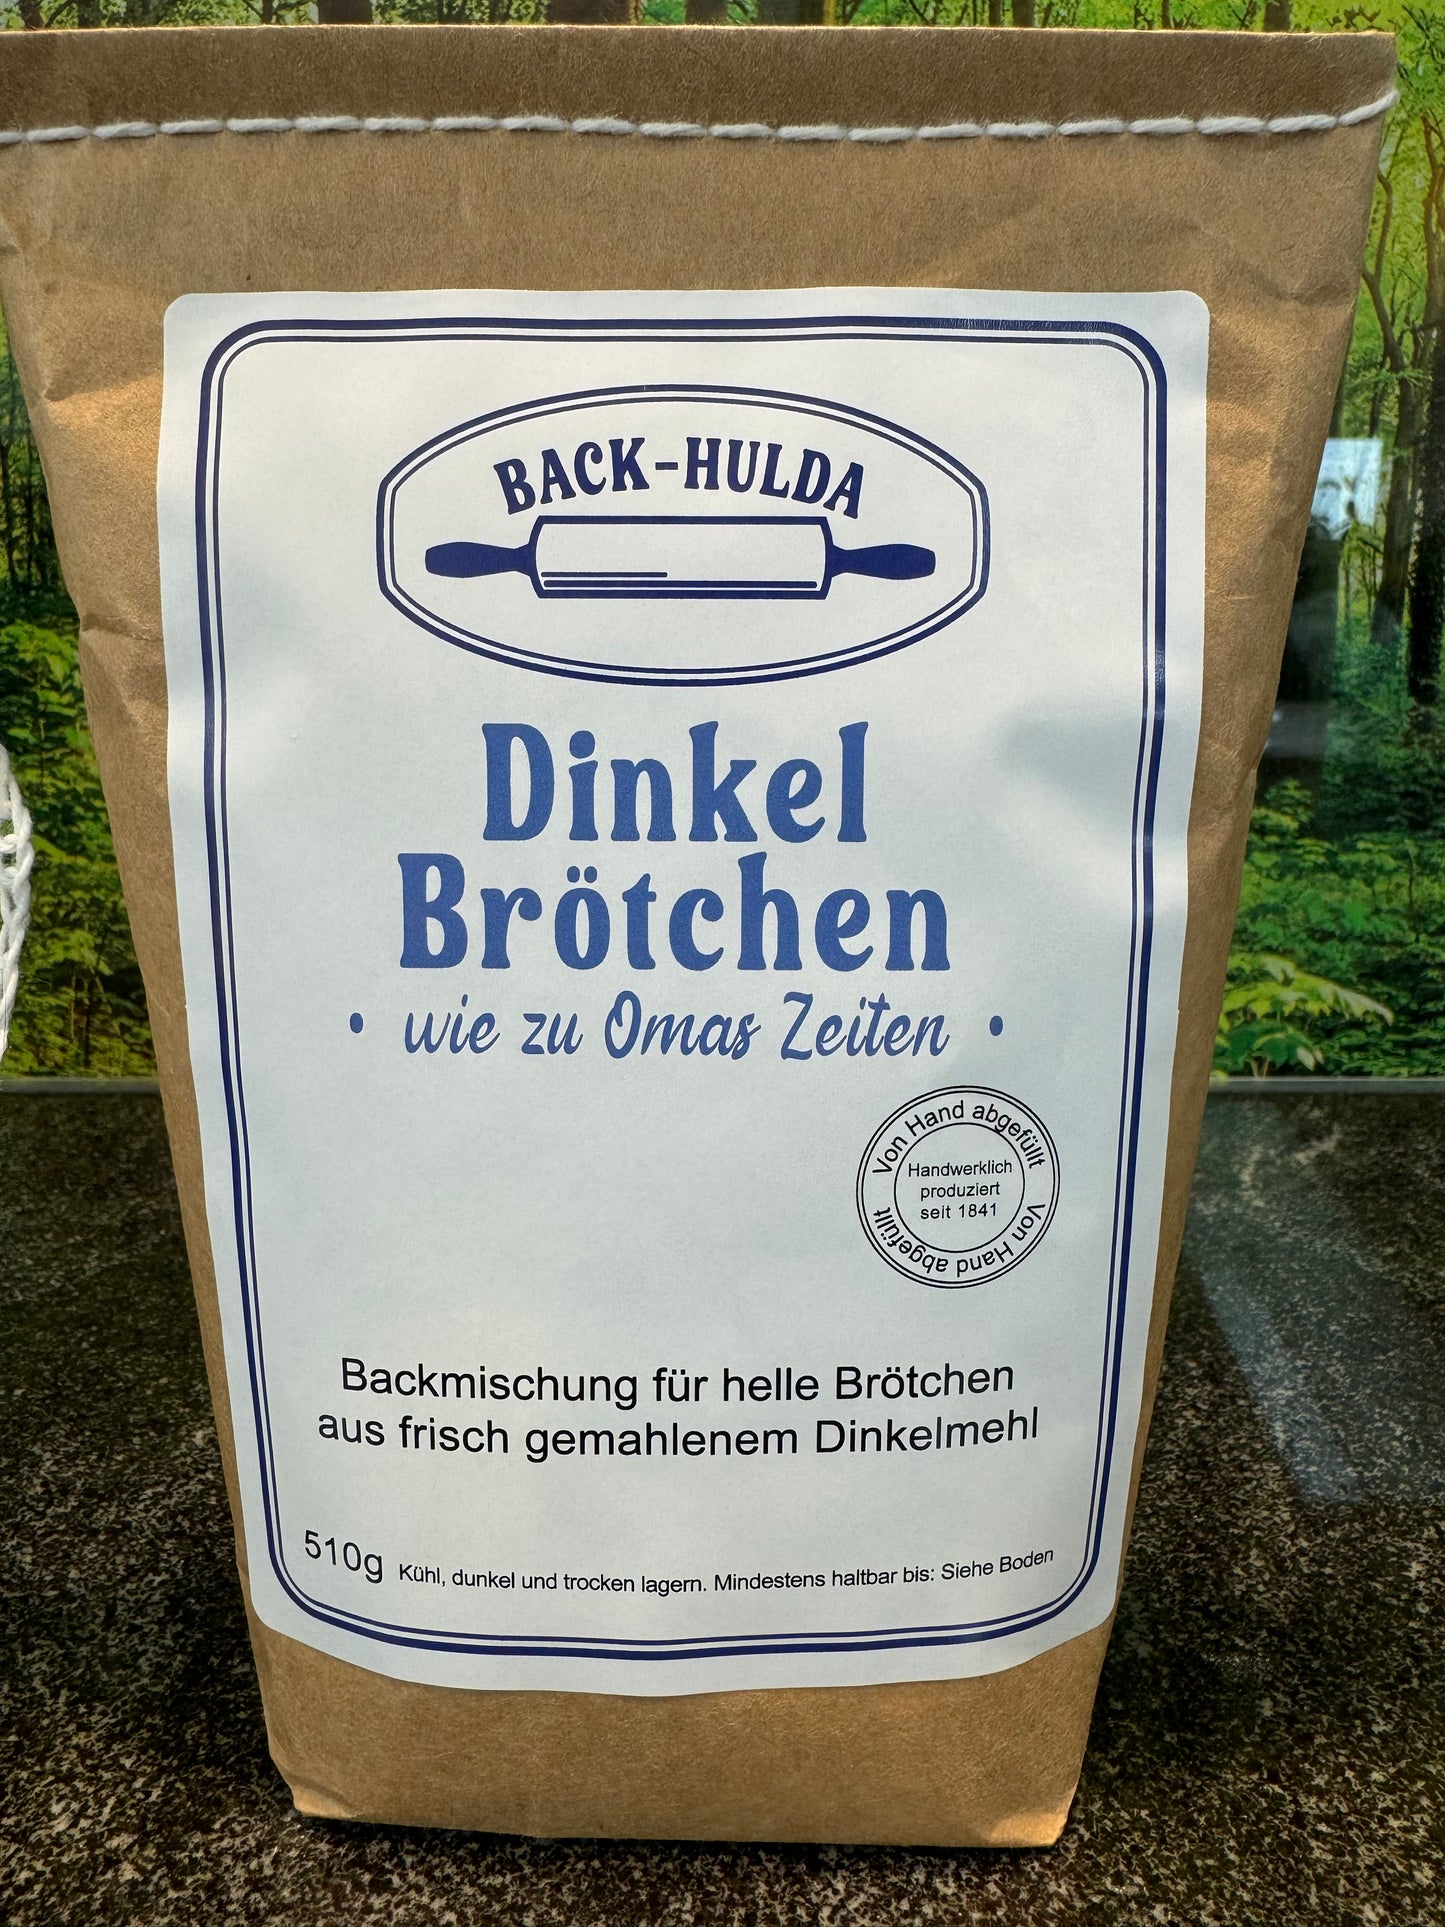 BACK-HULDA
Dinkel
Brötchen
• wie zu Omas Zeiten •
Von Hand abgefüllt
Handwerklich
produziert
seit 1841
Von Hand abgefüllt
Backmischung für helle Brötchen
aus frisch gemahlenem Dinkelmehl
510g Kühl, dunkel und trocken lagern. Mindestens haltbar bis: Siehe Boden